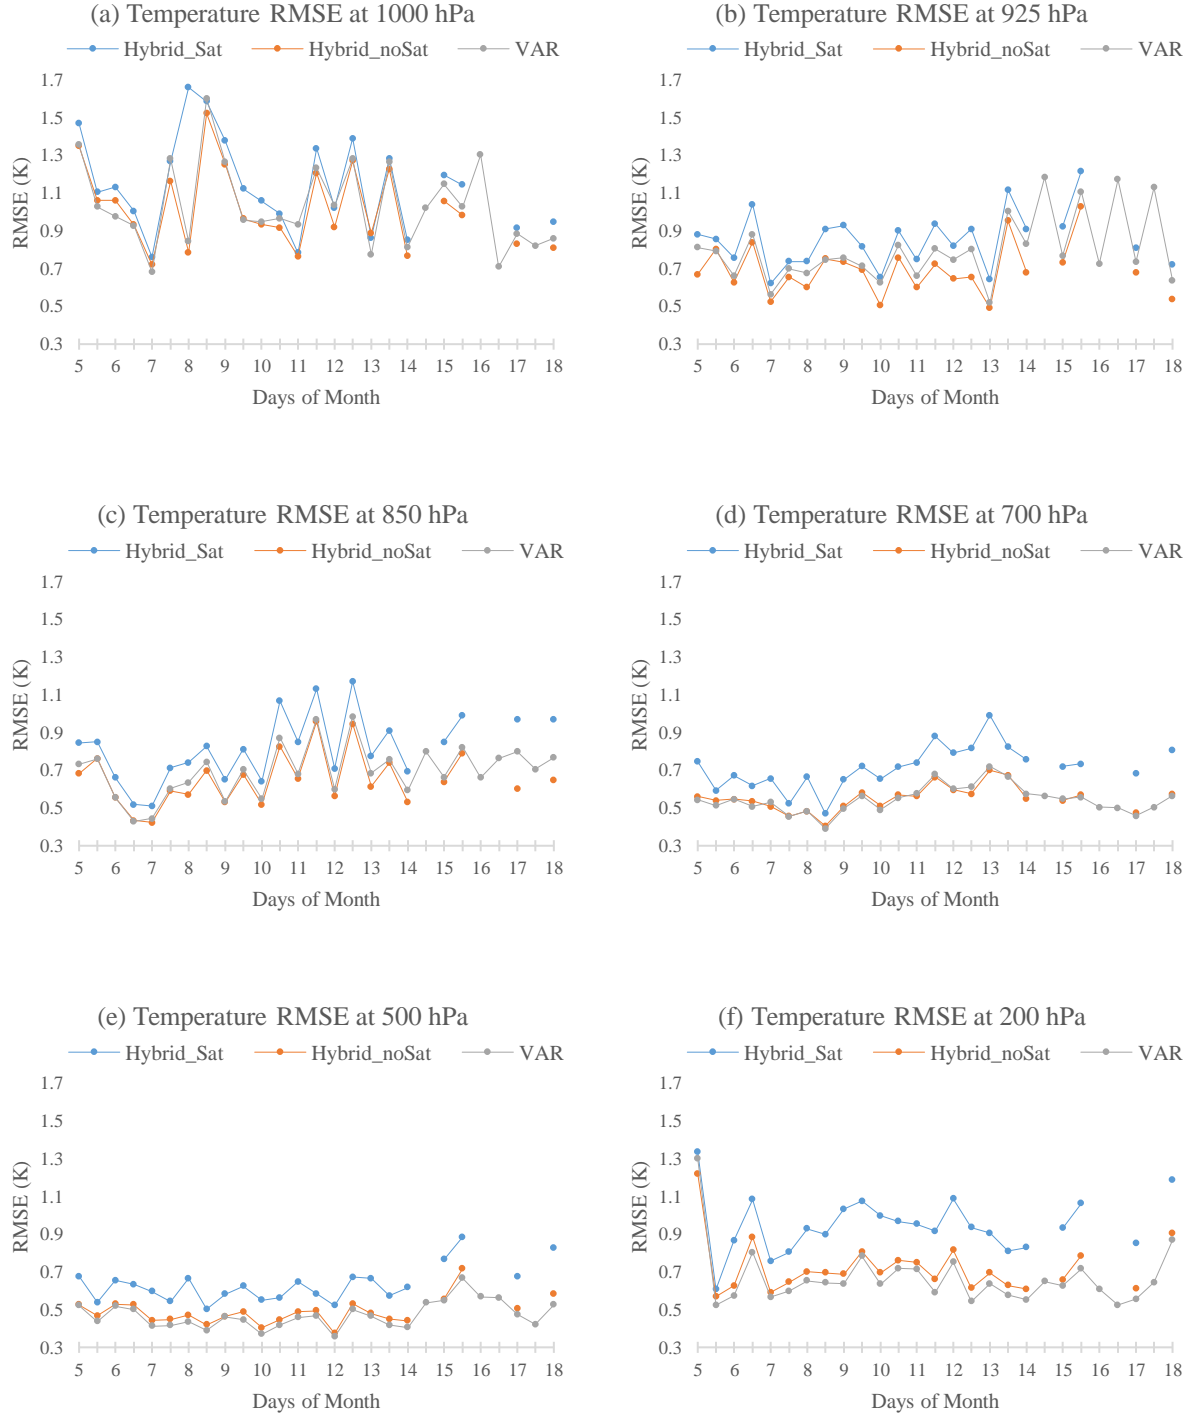 (a) Temperature RMSE at 1000 hPa
Hybrid_Sat Hybrid_noSat VAR
1.7
1.5
1.3
1.1
0.9
0.7
0.5
0.3
RMSE (K)
5 6 7 8 9 10 11 12 13 14 15 16 17 18
Days of Month
(b) Temperature RMSE at 925 hPa
Hybrid_Sat Hybrid_noSat VAR
1.7
1.5
1.3
1.1
0.9
0.7
0.5
0.3
RMSE (K)
5 6 7 8 9 10 11 12 13 14 15 16 17 18
Days of Month
(c) Temperature RMSE at 850 hPa
Hybrid_Sat Hybrid_noSat VAR
1.7
1.5
1.3
1.1
0.9
0.7
0.5
0.3
RMSE (K)
5 6 7 8 9 10 11 12 13 14 15 16 17 18
Days of Month
(d) Temperature RMSE at 700 hPa
Hybrid_Sat Hybrid_noSat VAR
1.7
1.5
1.3
1.1
0.9
0.7
0.5
0.3
RMSE (K)
5 6 7 8 9 10 11 12 13 14 15 16 17 18
Days of Month
(e) Temperature RMSE at 500 hPa
Hybrid_Sat Hybrid_noSat VAR
1.7
1.5
1.3
1.1
0.9
0.7
0.5
0.3
RMSE (K)
5 6 7 8 9 10 11 12 13 14 15 16 17 18
Days of Month
(f) Temperature RMSE at 200 hPa
Hybrid_Sat Hybrid_noSat VAR
1.7
1.5
1.3
1.1
0.9
0.7
0.5
0.3
RMSE (K)
5 6 7 8 9 10 11 12 13 14 15 16 17 18
Days of Month